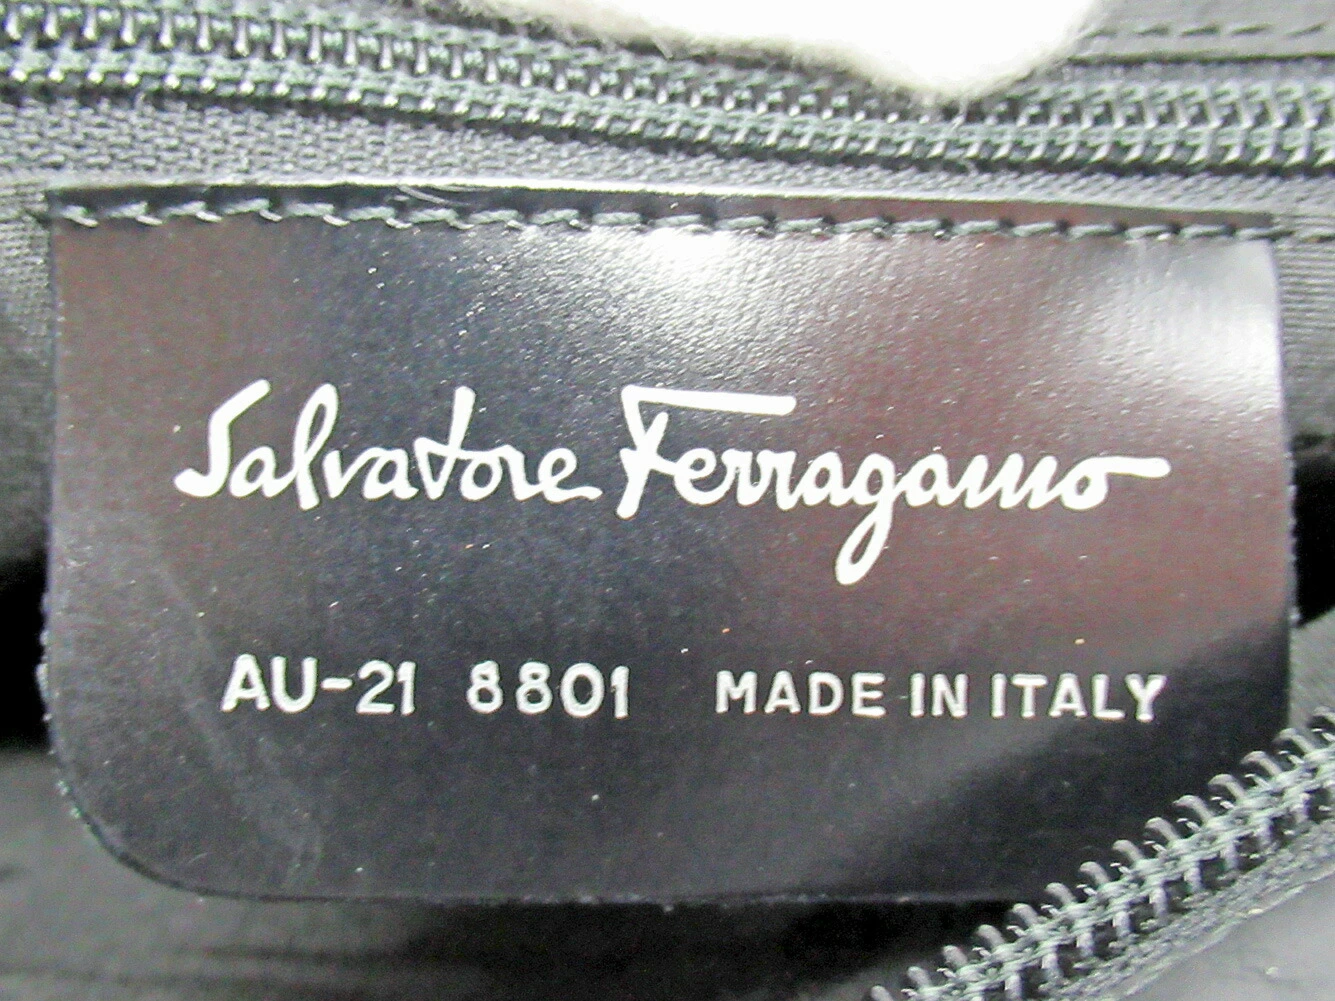 Salvatore Ferragamo
AU-21 8801 MADE IN ITALY